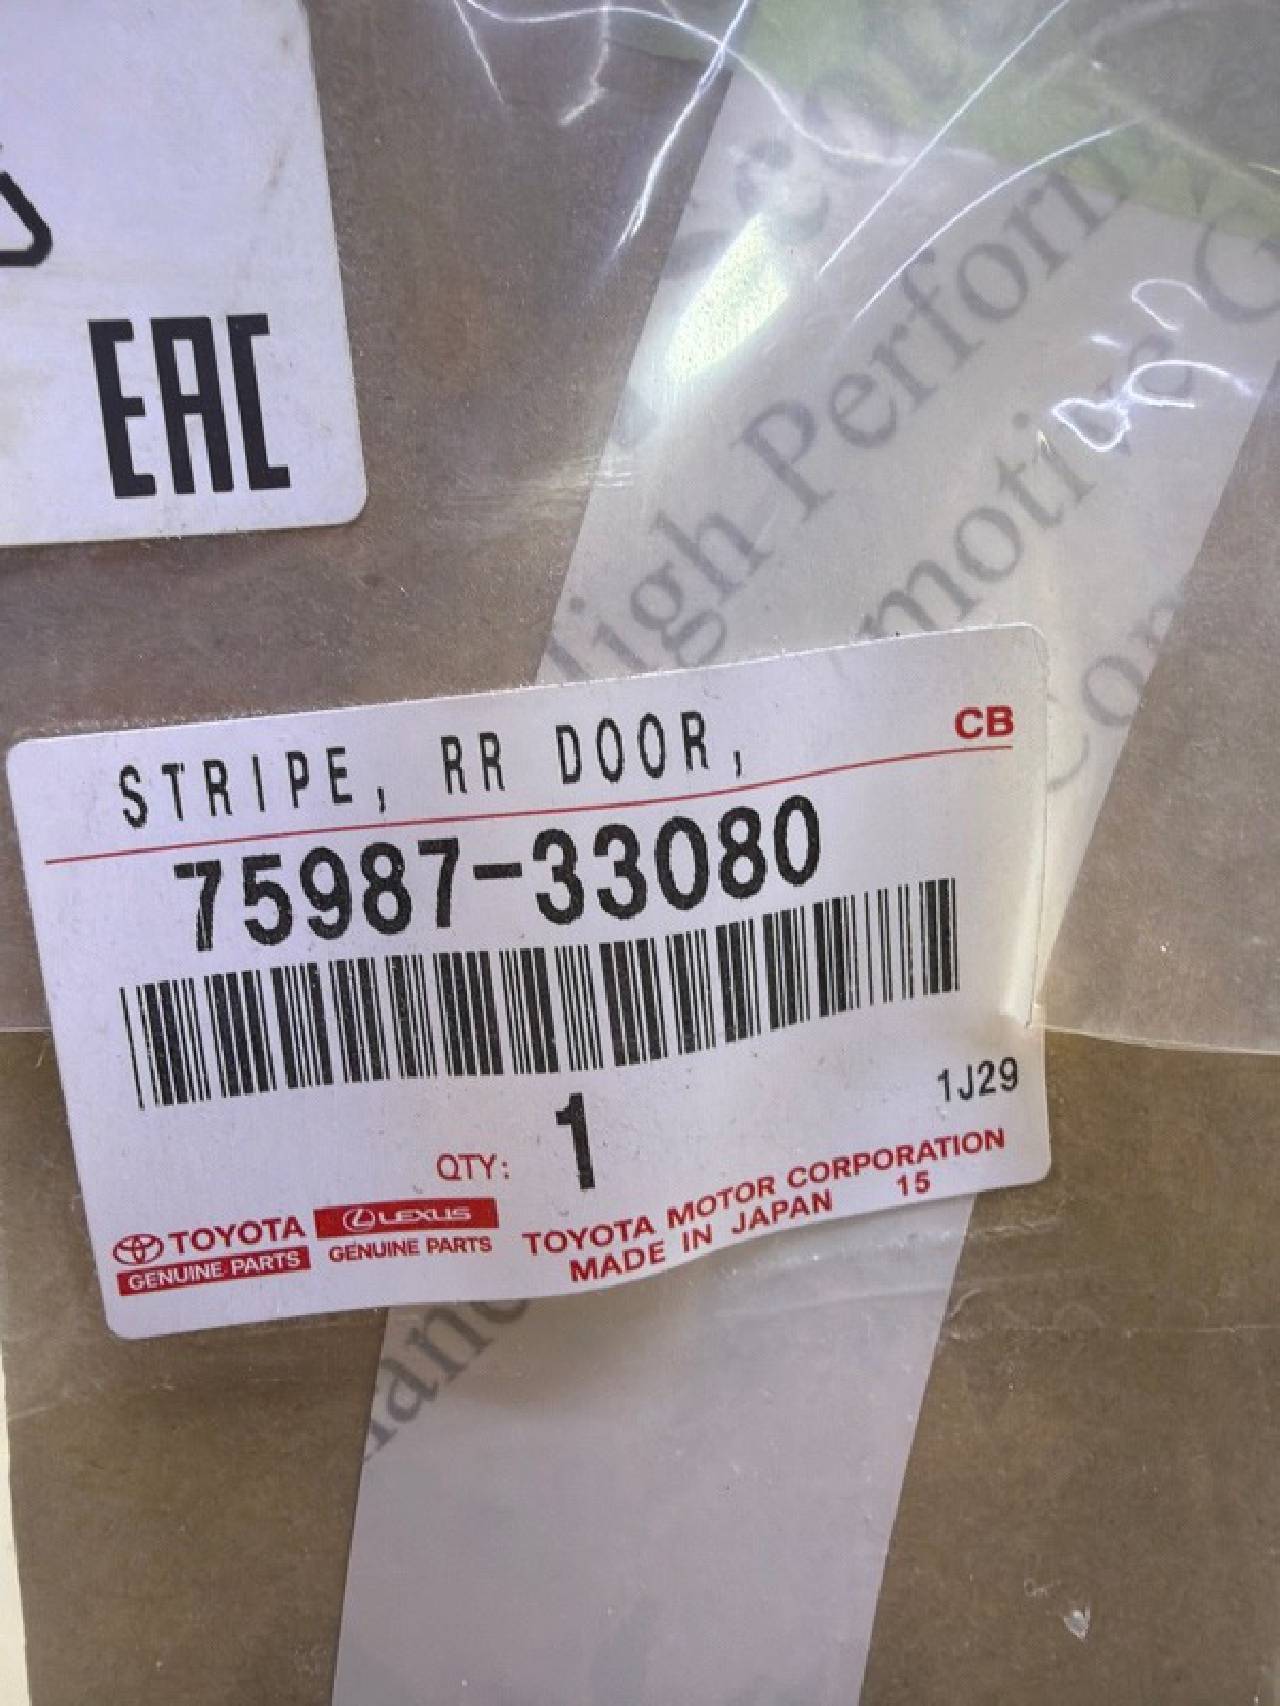 EAC
High-Perform
motive G
Con
STRIPE, RR DOOR,
CB
75987-33080
1J29
QTY: 1
TOYOTA
GENUINE PARTS
LEXUS
GENUINE PARTS
TOYOTA MOTOR CORPORATION
MADE IN JAPAN 15